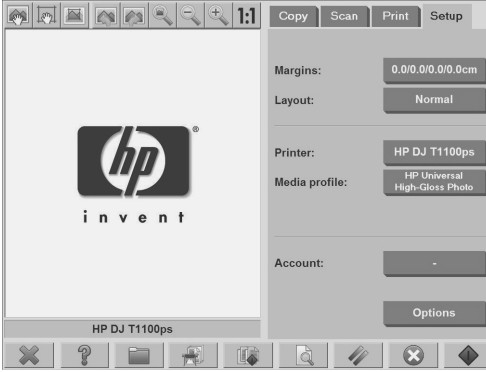 1:1
Copy Scan Print Setup
Margins: 0.0/0.0/0.0/0.0cm
Layout: Normal
Printer: HP DJ T1100ps
Media profile: HP Universal
High-Gloss Photo
Account: -
Options
hp ®
invent
HP DJ T1100ps
?